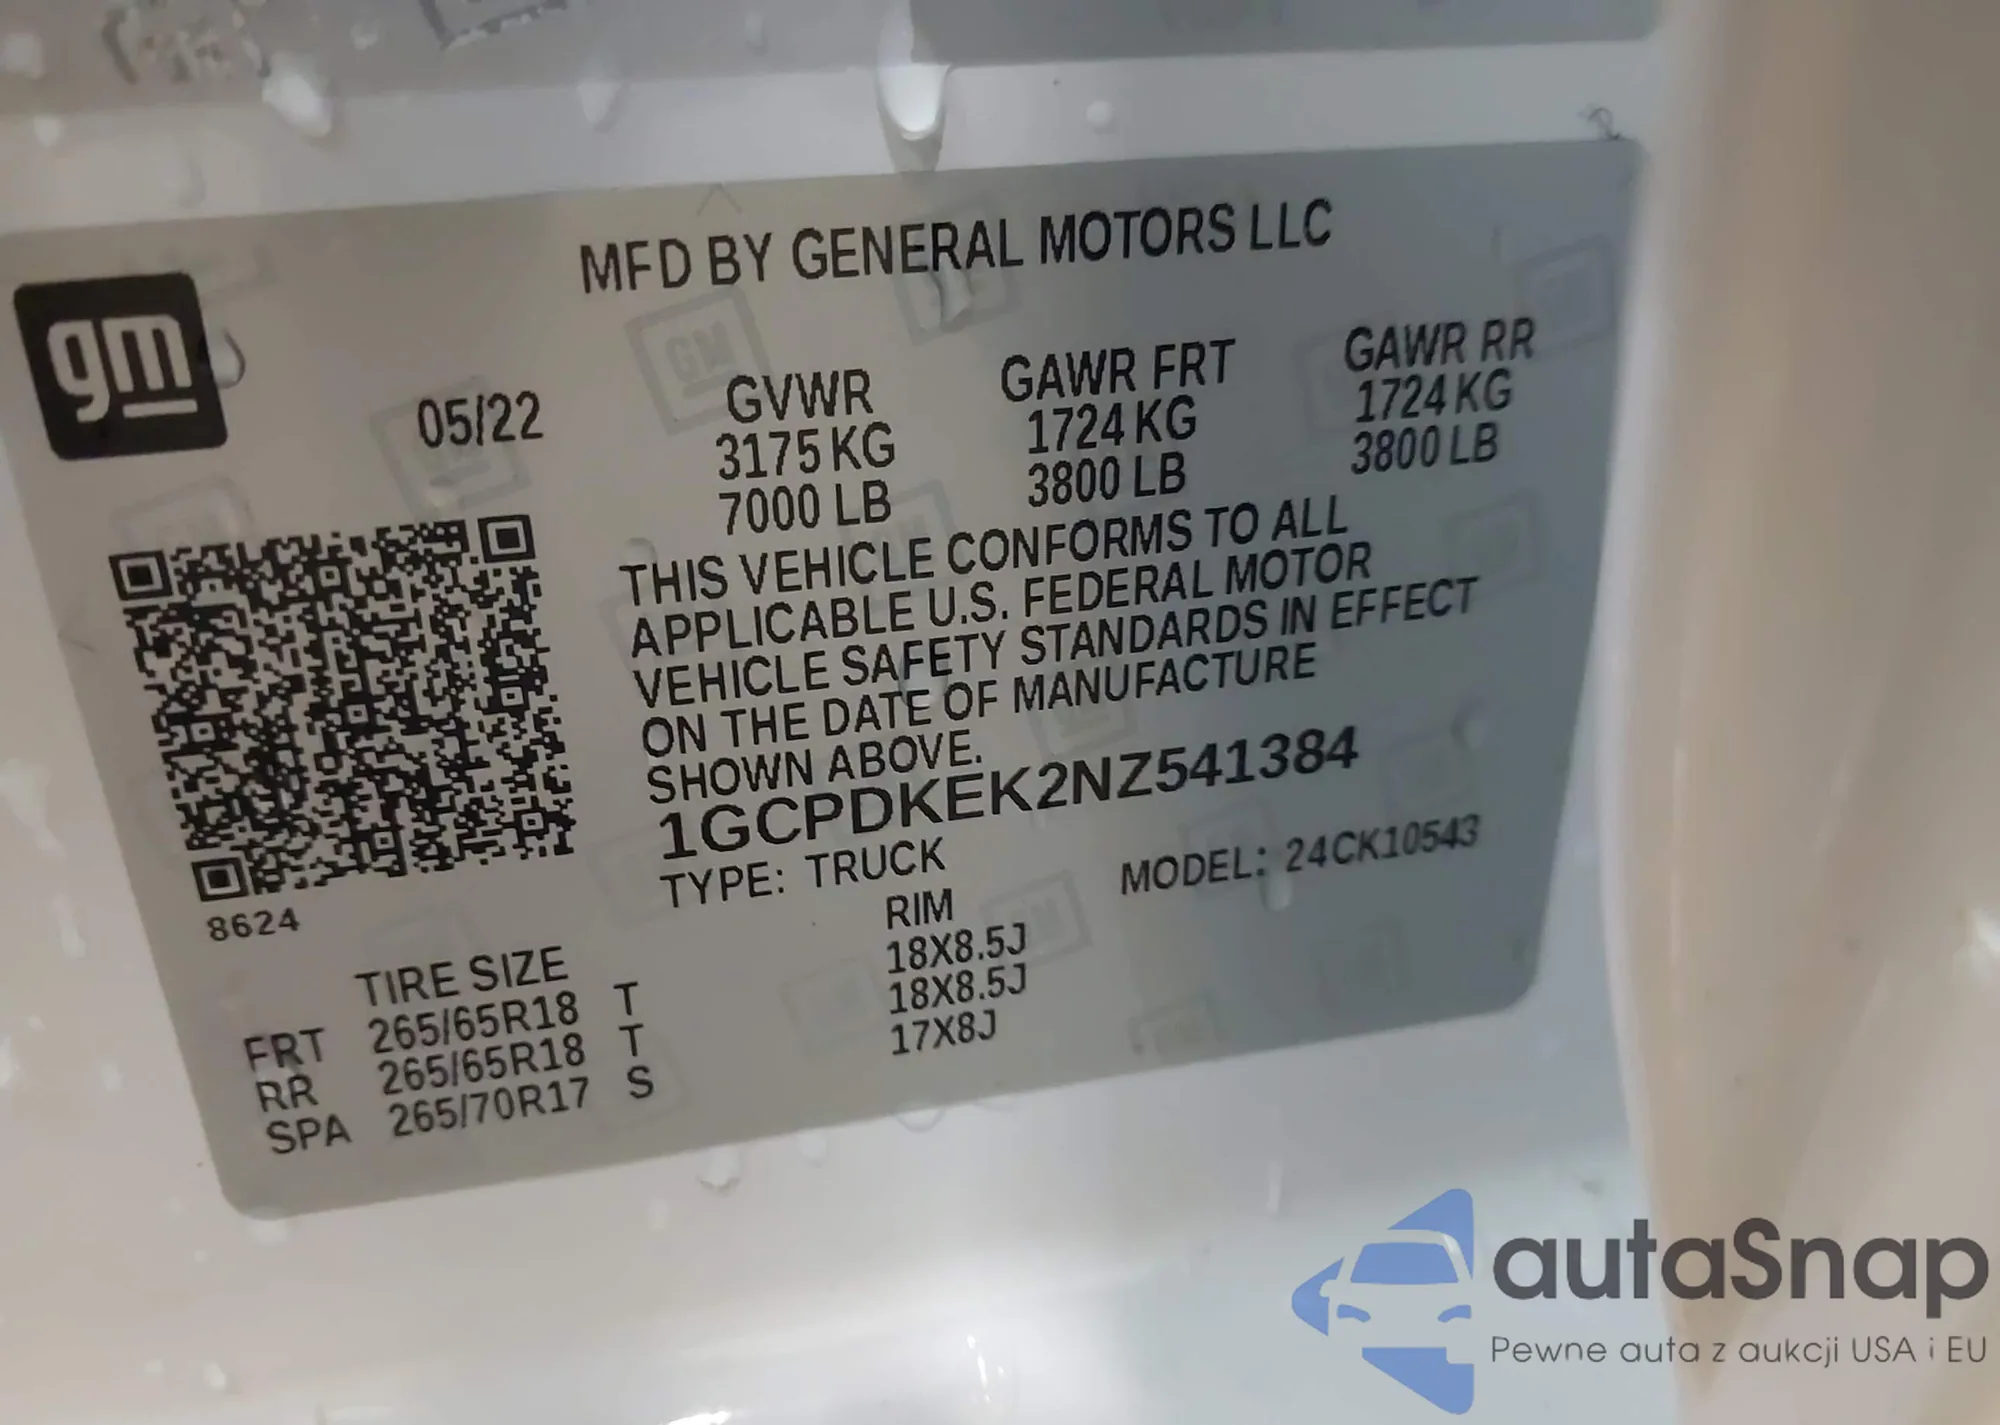 MFD BY GENERAL MOTORS LLC
gm
05/22
GVWR GAWR FRT GAWR RR
3175 KG 1724 KG 1724 KG
7000 LB 3800 LB 3800 LB
THIS VEHICLE CONFORMS TO ALL
APPLICABLE U.S. FEDERAL MOTOR
VEHICLE SAFETY STANDARDS IN EFFECT
ON THE DATE OF MANUFACTURE
SHOWN ABOVE.
1GCPDKEK2NZ541384
TYPE: TRUCK MODEL: 24CK10543
8624
TIRE SIZE RIM
FRT 265/65R18 T 18X8.5J
RR 265/65R18 T 18X8.5J
SPA 265/70R17 S 17X8J
autaSnap
Pewne auta z aukcji USA i EU